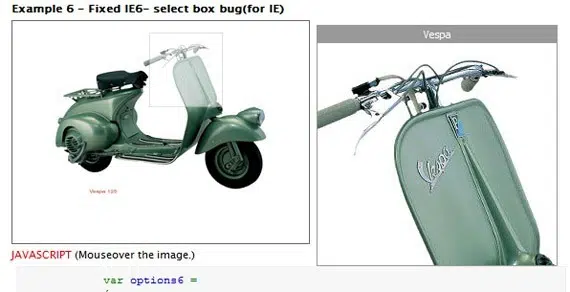 Example 6 - Fixed IE6- select box bug(for IE)
Vespa
Vespa
Vespa 125
JAVASCRIPT (Mouseover the image.)
var options6 =
{